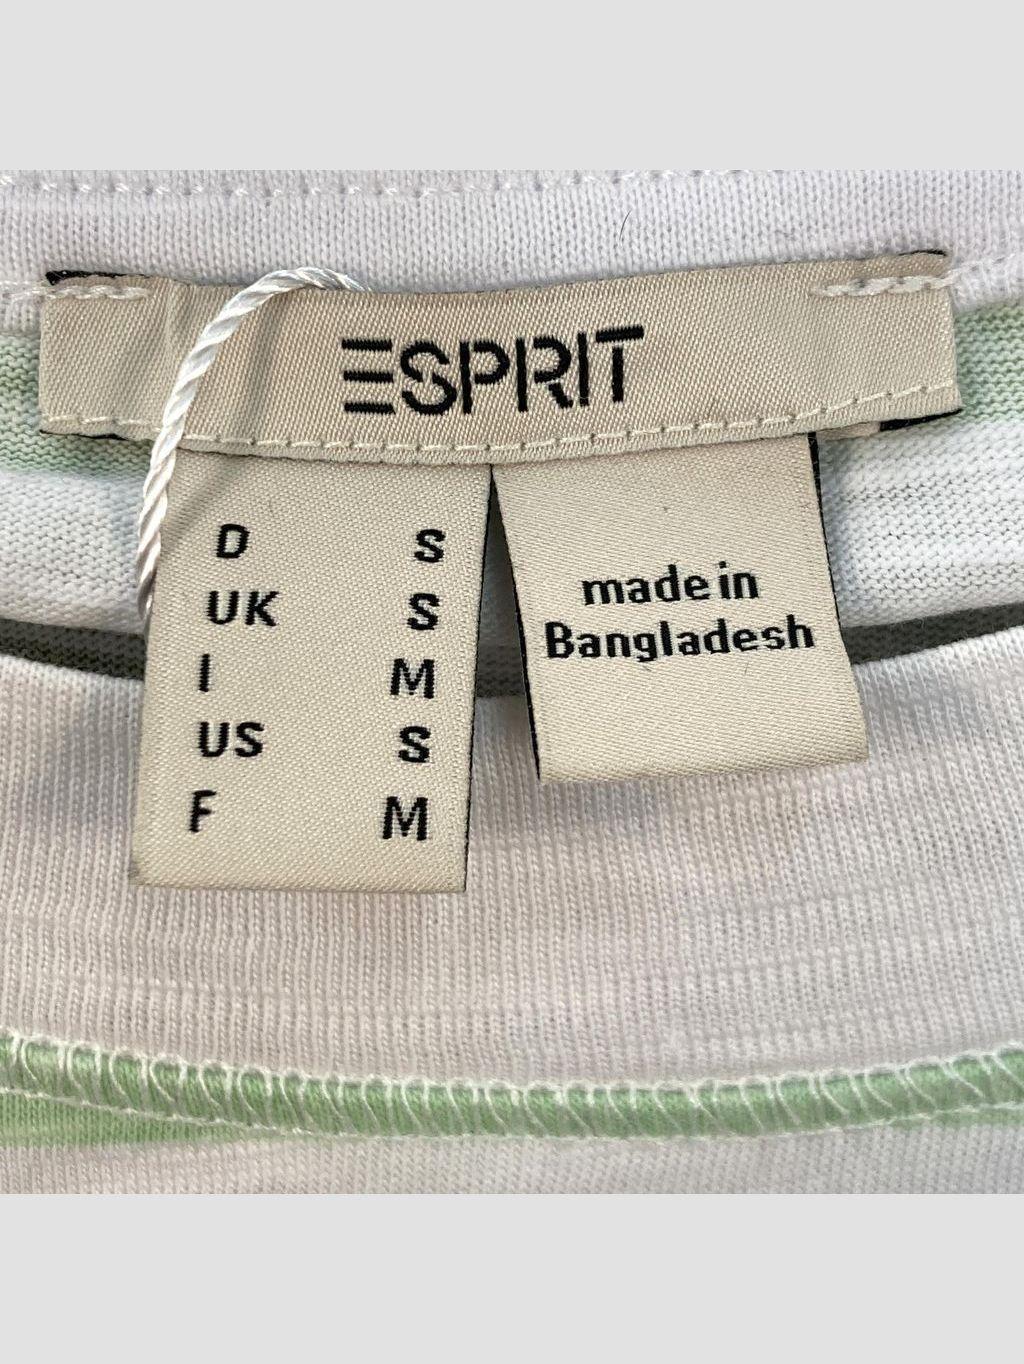 ESPRIT
D S
UK S
I M
US S
F M
made in
Bangladesh